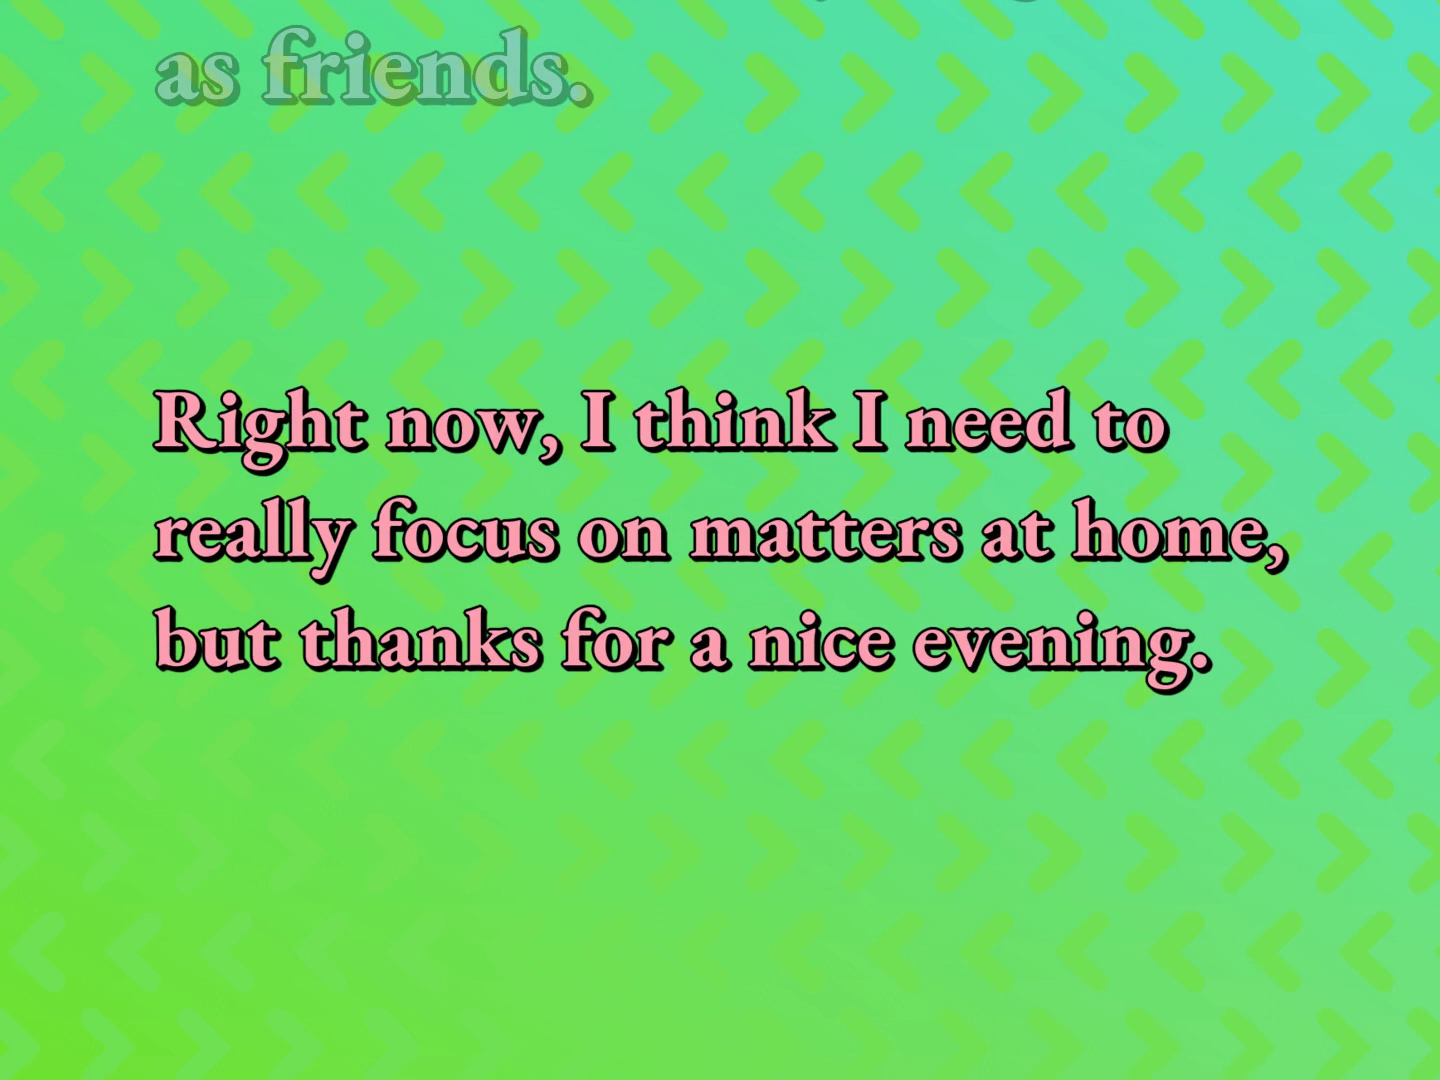 as friends.
Right now, I think I need to
really focus on matters at home,
but thanks for a nice evening.